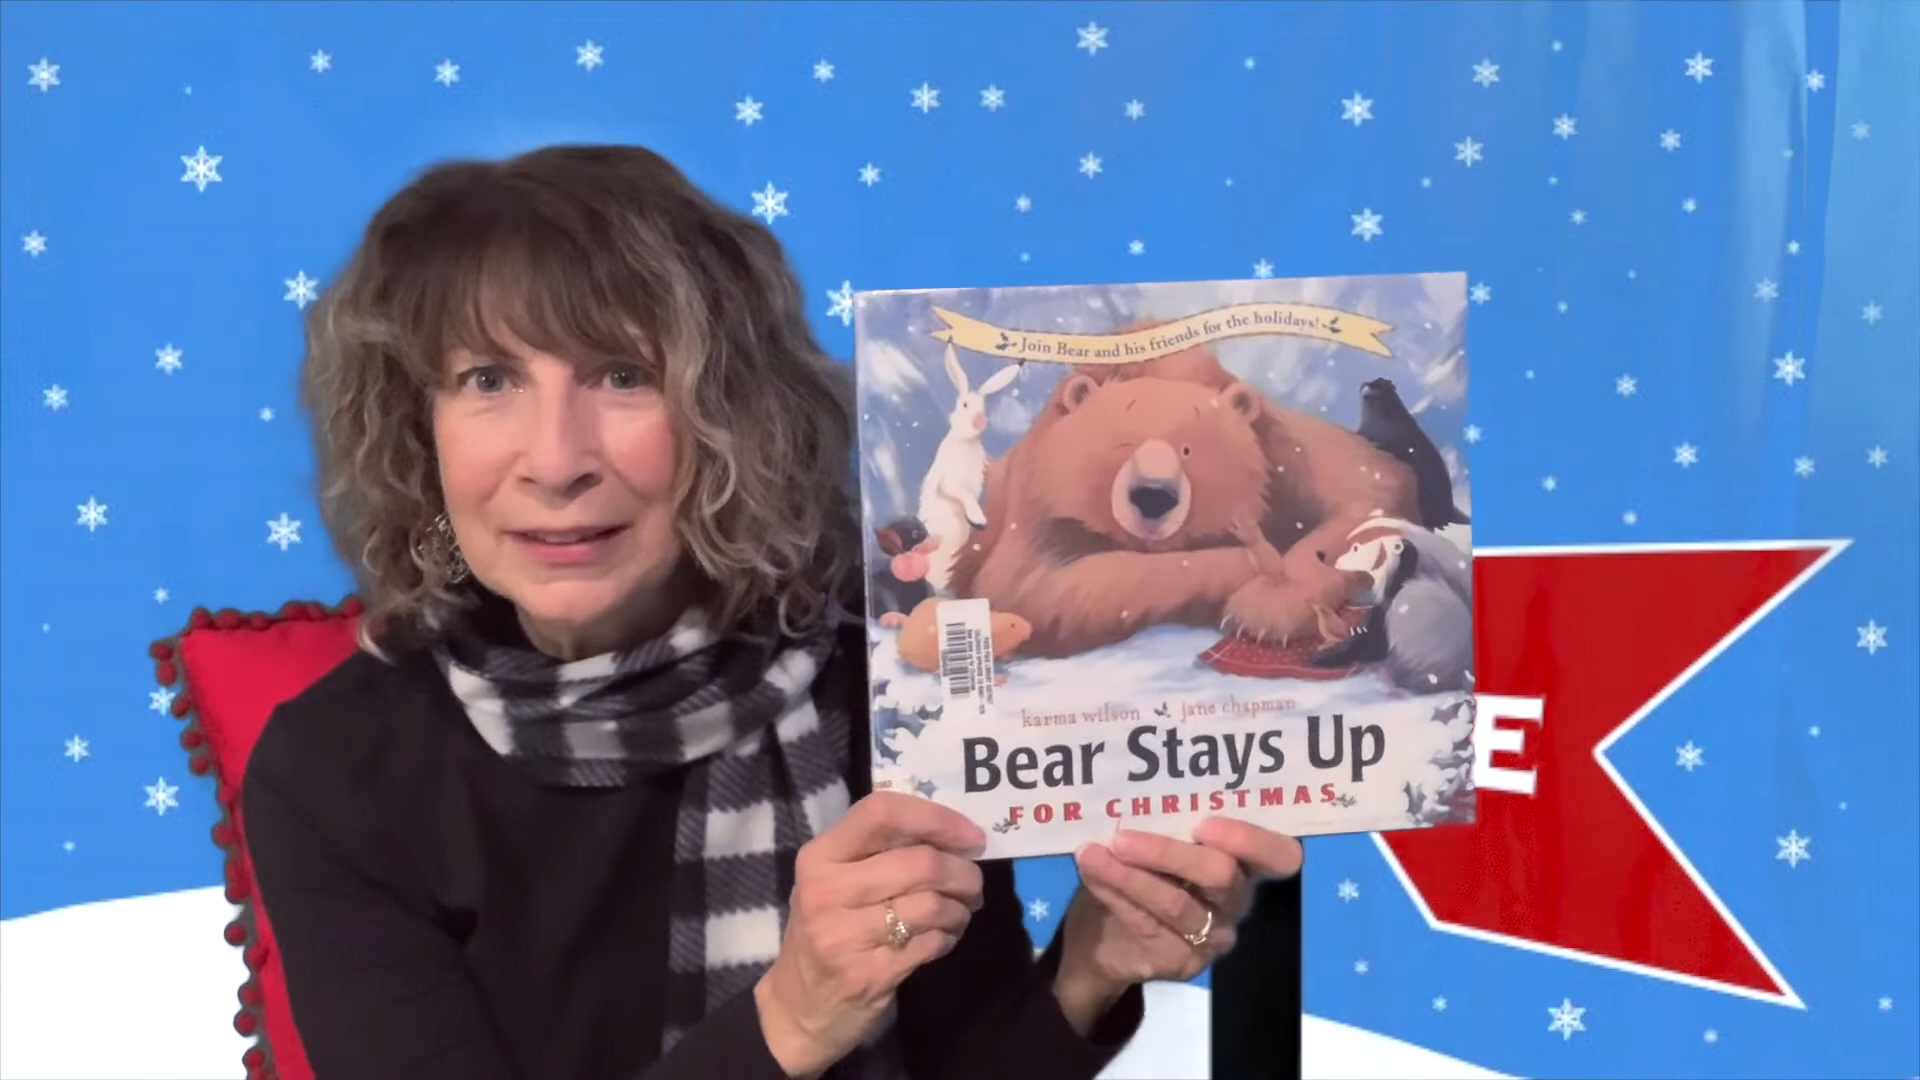 Join Bear and his friends for the holidays!
karma wilson jane chapman
Bear Stays Up
FOR CHRISTMAS
E